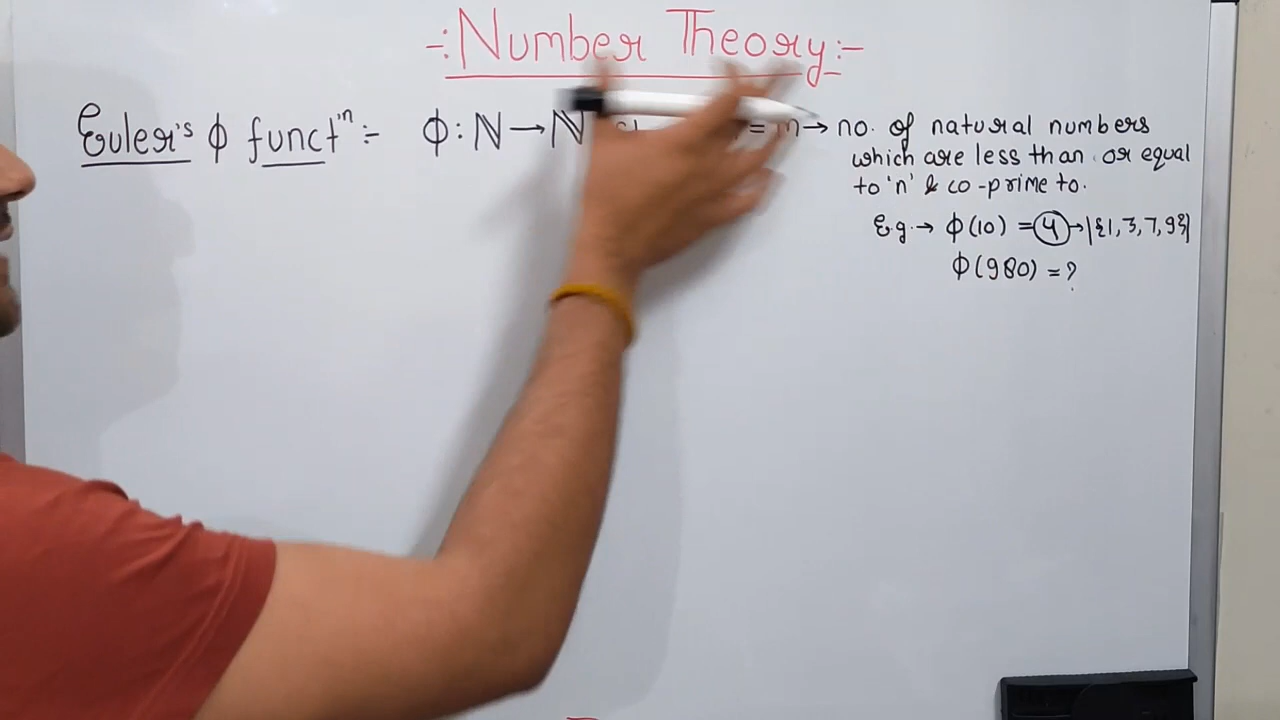 -:Number Theory:-
Euler's ϕ functⁿ :- ϕ : ℕ → ℕ = m → no. of natural numbers
which are less than or equal
to 'n' & co-prime to.
E.g. → ϕ(10) = 4 → |{1, 3, 7, 9}|
ϕ(980) = ?